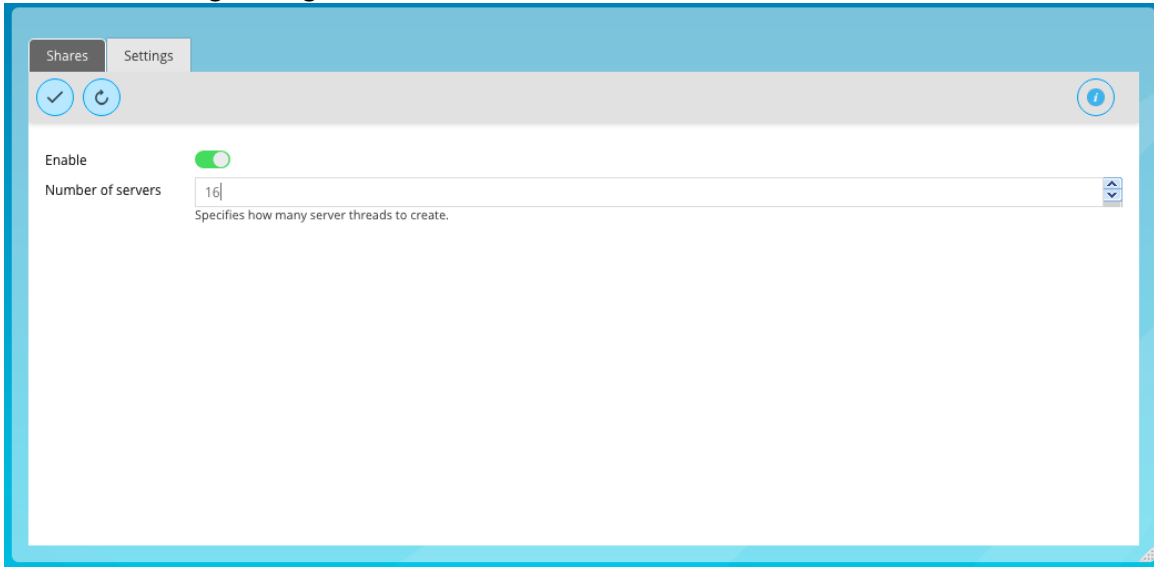 Shares Settings
Enable
Number of servers 16
Specifies how many server threads to create.